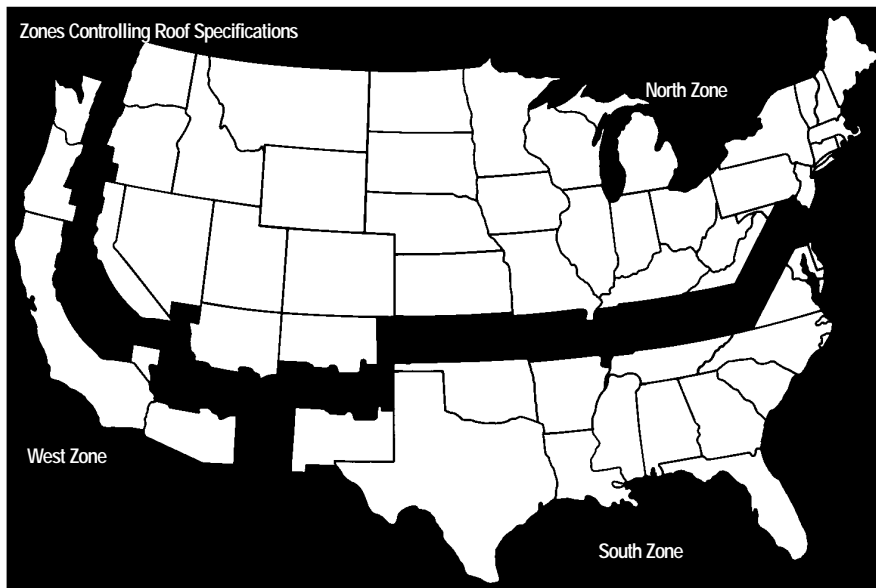 Zones Controlling Roof Specifications
North Zone
West Zone
South Zone